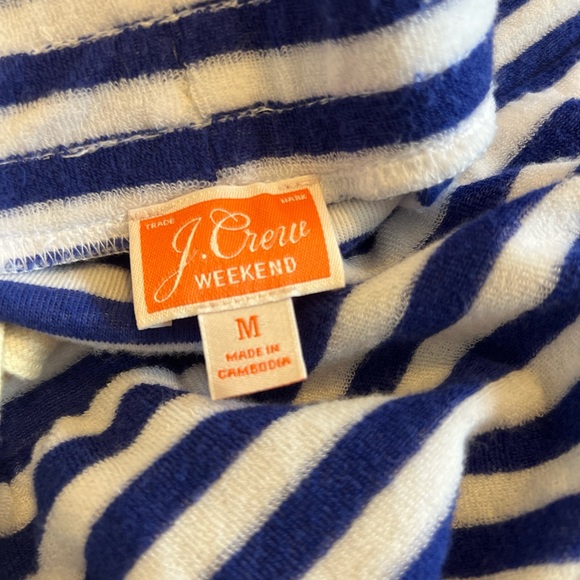 TRADE MARK
J.Crew
WEEKEND
M
MADE IN
CAMBODIA